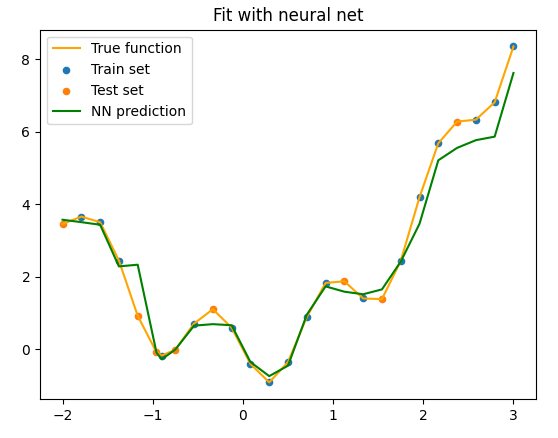 Fit with neural net
True function
Train set
Test set
NN prediction
8
6
4
2
0
−2 −1 0 1 2 3